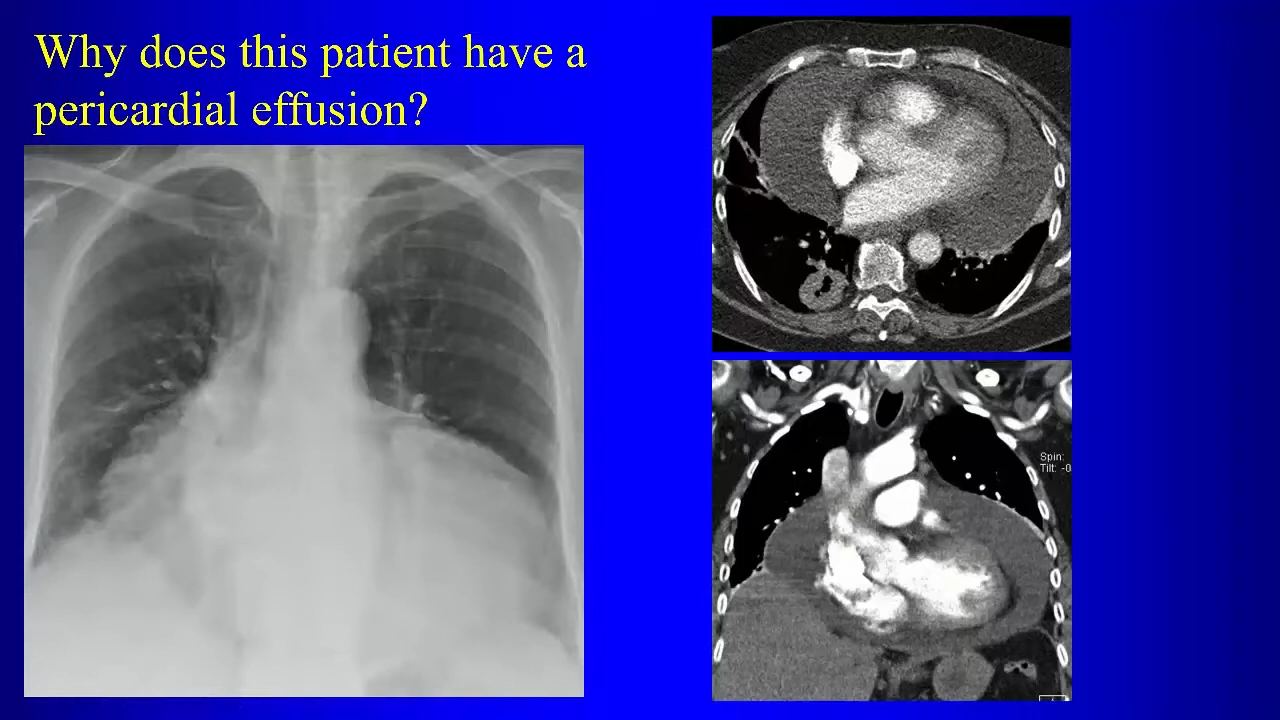 Why does this patient have a
pericardial effusion?
Spin:
Tilt: -0